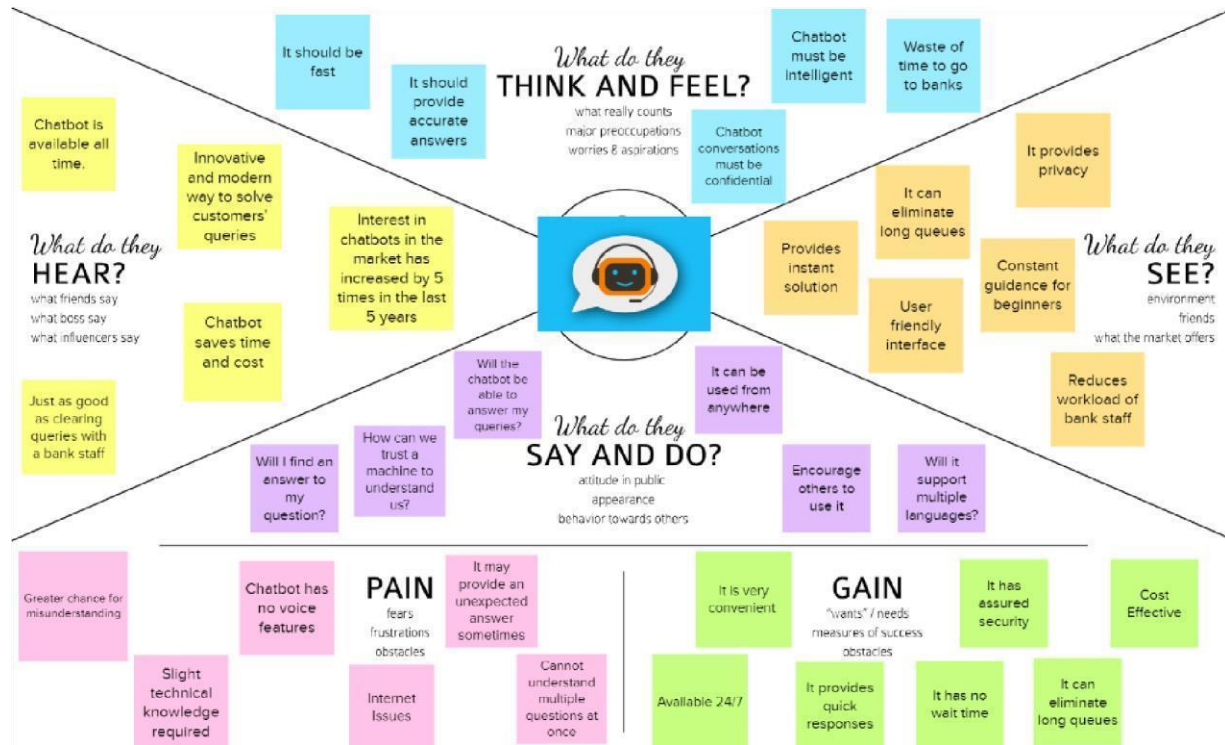 It should be
fast
It should
provide
accurate
answers
What do they
THINK AND FEEL?
what really counts
major preoccupations
worries & aspirations
Chatbot
must be
intelligent
Waste of
time to go
to banks
Chatbot
conversations
must be
confidential
Chatbot is
available all
time.
Innovative
and modern
way to solve
customers'
queries
Interest in
chatbots in the
market has
increased by 5
times in the last
5 years
What do they
HEAR?
what friends say
what boss say
what influencers say
Chatbot
saves time
and cost
Just as good
as clearing
queries with
a bank staff
It provides
privacy
It can
eliminate
long queues
Provides
instant
solution
Constant
guidance for
beginners
User
friendly
interface
What do they
SEE?
environment
friends
what the market offers
Reduces
workload of
bank staff
Will the
chatbot be
able to
answer my
queries?
It can be
used from
anywhere
How can we
trust a
machine to
understand
us?
Will I find an
answer to
my
question?
What do they
SAY AND DO?
attitude in public
appearance
behavior towards others
Encourage
others to
use it
Will it
support
multiple
languages?
Greater chance for
misunderstanding
Chatbot has
no voice
features
PAIN
fears
frustrations
obstacles
It may
provide an
unexpected
answer
sometimes
Slight
technical
knowledge
required
Internet
Issues
Cannot
understand
multiple
questions at
once
It is very
convenient
GAIN
"wants" / needs
measures of success
obstacles
It has
assured
security
Cost
Effective
Available 24/7
It provides
quick
responses
It has no
wait time
It can
eliminate
long queues